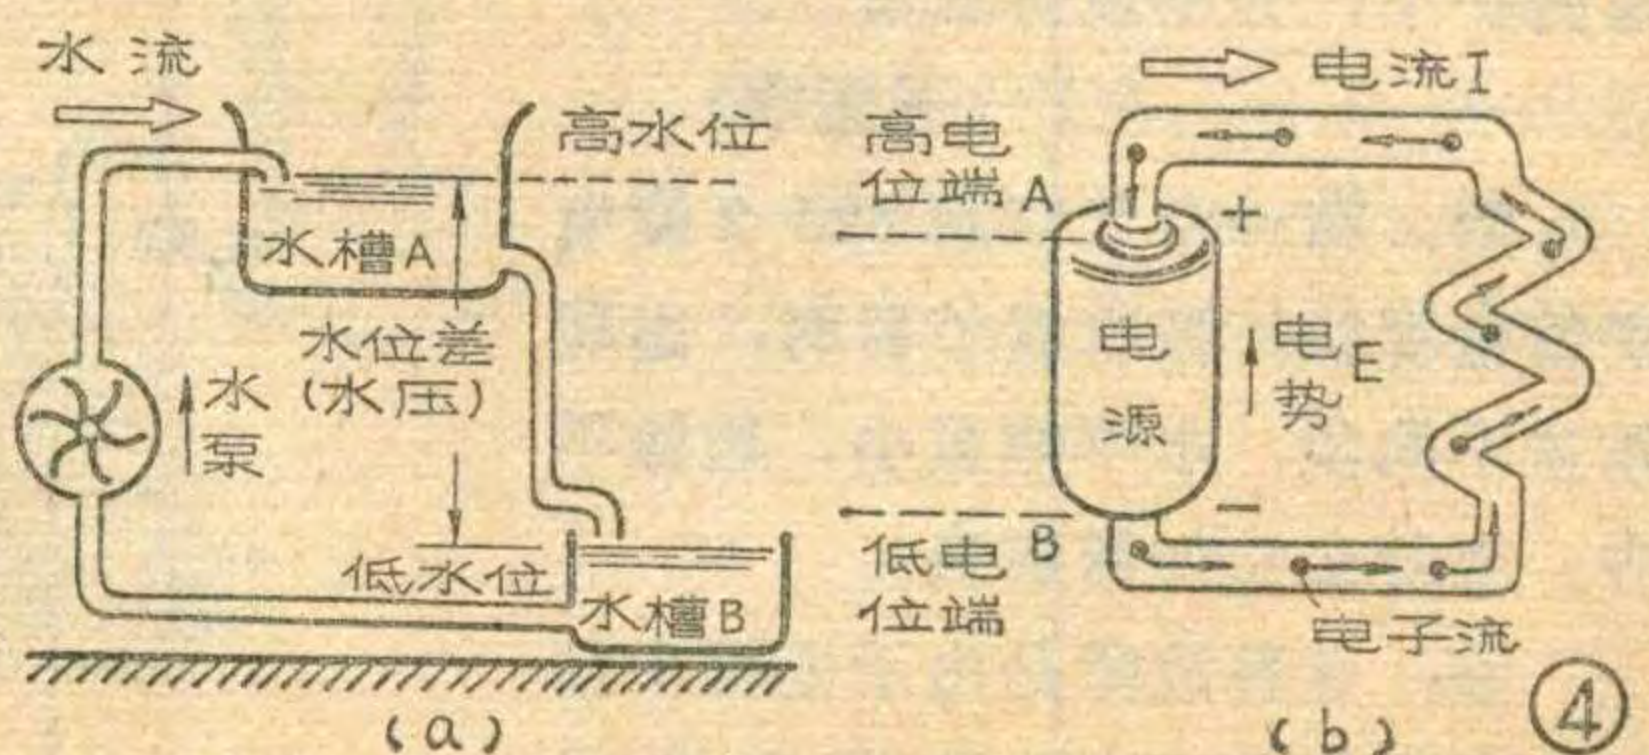 水流
高水位
水槽A
水位差
(水压)
水
泵
低水位
水槽B
(a)
电流I
高电
位端A
+
电
源
电
势E
−
低电
位端B
电子流
(b)
④